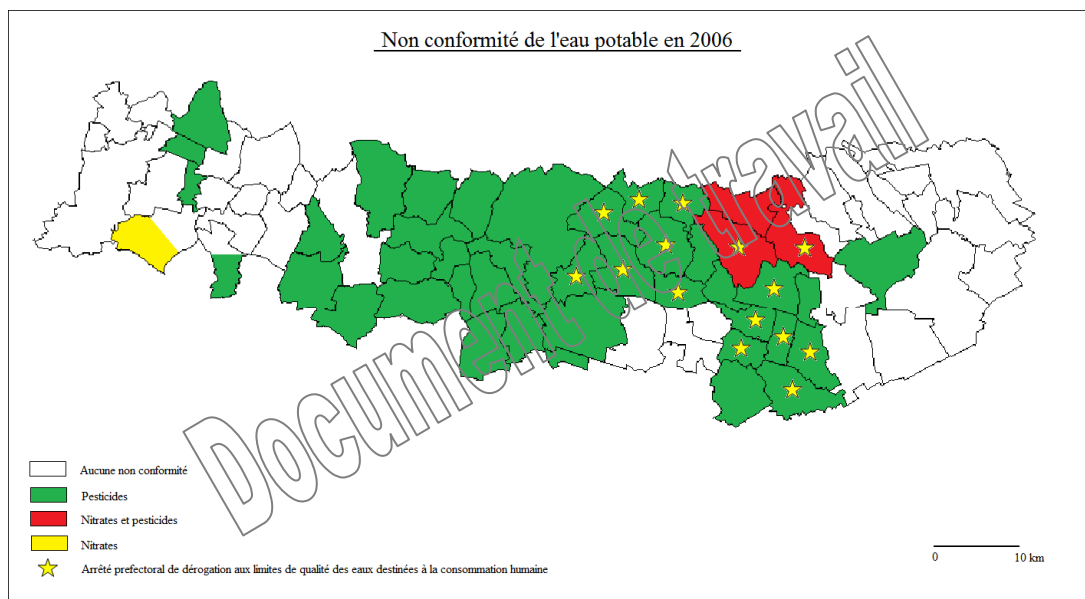 Non conformité de l'eau potable en 2006
Document de travail
Aucune non conformité
Pesticides
Nitrates et pesticides
Nitrates
Arrêté prefectoral de dérogation aux limites de qualité des eaux destinées à la consommation humaine
0 10 km